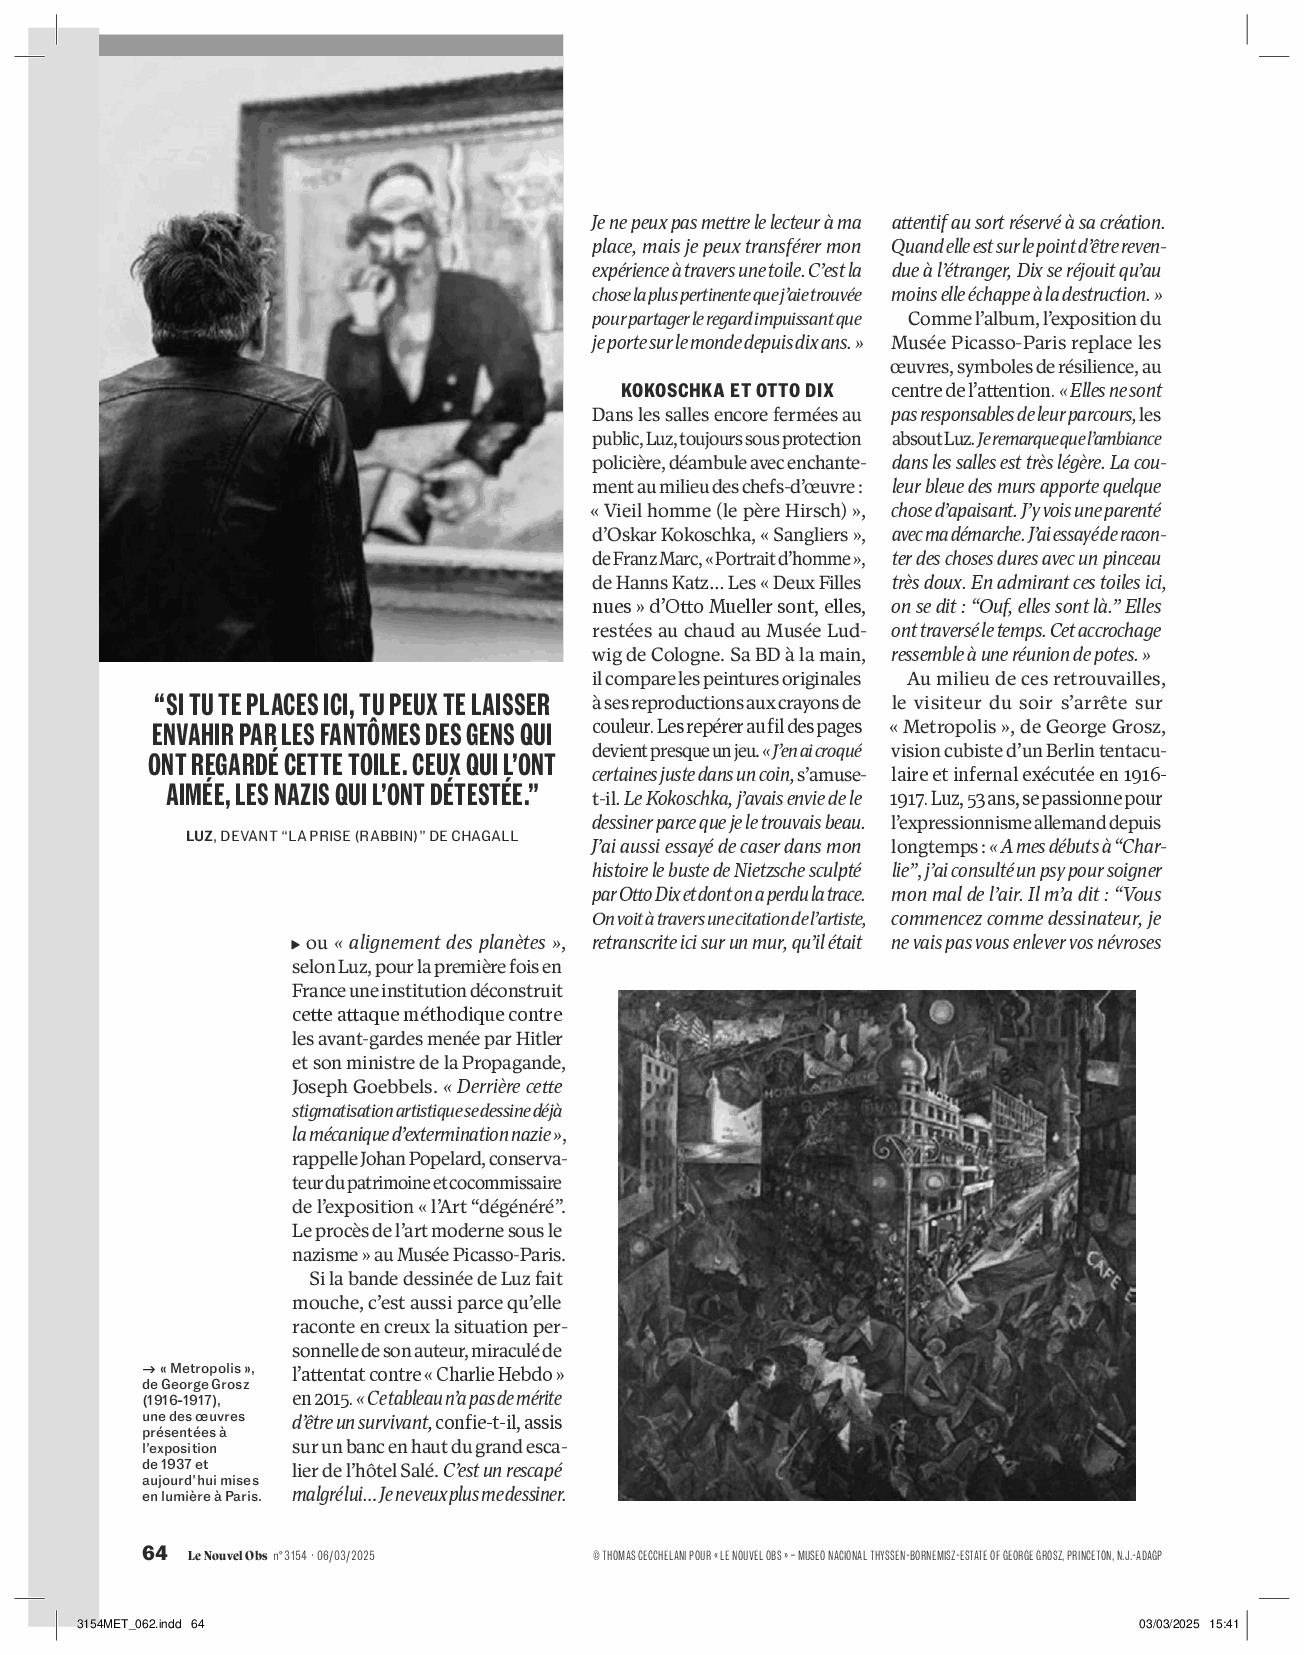 “SI TU TE PLACES ICI, TU PEUX TE LAISSER
ENVAHIR PAR LES FANTÔMES DES GENS QUI
ONT REGARDÉ CETTE TOILE. CEUX QUI L’ONT
AIMÉE, LES NAZIS QUI L’ONT DÉTESTÉE.”
LUZ, DEVANT “LA PRISE (RABBIN)” DE CHAGALL
▶ ou « alignement des planètes »,
selon Luz, pour la première fois en
France une institution déconstruit
cette attaque méthodique contre
les avant-gardes menée par Hitler
et son ministre de la Propagande,
Joseph Goebbels. « Derrière cette
stigmatisation artistique se dessine déjà
la mécanique d’extermination nazie »,
rappelle Johan Popelard, conserva-
teur du patrimoine et cocommissaire
de l’exposition « l’Art “dégénéré”.
Le procès de l’art moderne sous le
nazisme » au Musée Picasso-Paris.
Si la bande dessinée de Luz fait
mouche, c’est aussi parce qu’elle
raconte en creux la situation per-
sonnelle de son auteur, miraculé de
l’attentat contre « Charlie Hebdo »
en 2015. « Ce tableau n’a pas de mérite
d’être un survivant, confie-t-il, assis
sur un banc en haut du grand esca-
lier de l’hôtel Salé. C’est un rescapé
malgré lui… Je ne veux plus me dessiner.
Je ne peux pas mettre le lecteur à ma
place, mais je peux transférer mon
expérience à travers une toile. C’est la
chose la plus pertinente que j’aie trouvée
pour partager le regard impuissant que
je porte sur le monde depuis dix ans. »
KOKOSCHKA ET OTTO DIX
Dans les salles encore fermées au
public, Luz, toujours sous protection
policière, déambule avec enchante-
ment au milieu des chefs-d’œuvre :
« Vieil homme (le père Hirsch) »,
d’Oskar Kokoschka, « Sangliers »,
de Franz Marc, « Portrait d’homme »,
de Hanns Katz… Les « Deux Filles
nues » d’Otto Mueller sont, elles,
restées au chaud au Musée Lud-
wig de Cologne. Sa BD à la main,
il compare les peintures originales
à ses reproductions aux crayons de
couleur. Les repérer au fil des pages
devient presque un jeu. « J’en ai croqué
certaines juste dans un coin, s’amuse-
t-il. Le Kokoschka, j’avais envie de le
dessiner parce que je le trouvais beau.
J’ai aussi essayé de caser dans mon
histoire le buste de Nietzsche sculpté
par Otto Dix et dont on a perdu la trace.
On voit à travers une citation de l’artiste,
retranscrite ici sur un mur, qu’il était
attentif au sort réservé à sa création.
Quand elle est sur le point d’être reven-
due à l’étranger, Dix se réjouit qu’au
moins elle échappe à la destruction. »
Comme l’album, l’exposition du
Musée Picasso-Paris replace les
œuvres, symboles de résilience, au
centre de l’attention. « Elles ne sont
pas responsables de leur parcours, les
absout Luz. Je remarque que l’ambiance
dans les salles est très légère. La cou-
leur bleue des murs apporte quelque
chose d’apaisant. J’y vois une parenté
avec ma démarche. J’ai essayé de racon-
ter des choses dures avec un pinceau
très doux. En admirant ces toiles ici,
on se dit : “Ouf, elles sont là.” Elles
ont traversé le temps. Cet accrochage
ressemble à une réunion de potes. »
Au milieu de ces retrouvailles,
le visiteur du soir s’arrête sur
« Metropolis », de George Grosz,
vision cubiste d’un Berlin tentacu-
laire et infernal exécutée en 1916-
1917. Luz, 53 ans, se passionne pour
l’expressionnisme allemand depuis
longtemps : « A mes débuts à “Char-
lie”, j’ai consulté un psy pour soigner
mon mal de l’air. Il m’a dit : “Vous
commencez comme dessinateur, je
ne vais pas vous enlever vos névroses
HOTEL
CAFE
→ « Metropolis »,
de George Grosz
(1916-1917),
une des œuvres
présentées à
l’exposition
de 1937 et
aujourd’hui mises
en lumière à Paris.
64 Le Nouvel Obs n° 3154 · 06/03/2025
© THOMAS CECCHELANI POUR « LE NOUVEL OBS » – MUSEO NACIONAL THYSSEN-BORNEMISZ-ESTATE OF GEORGE GROSZ, PRINCETON, N.J.-ADAGP
3154MET_062.indd 64
03/03/2025 15:41